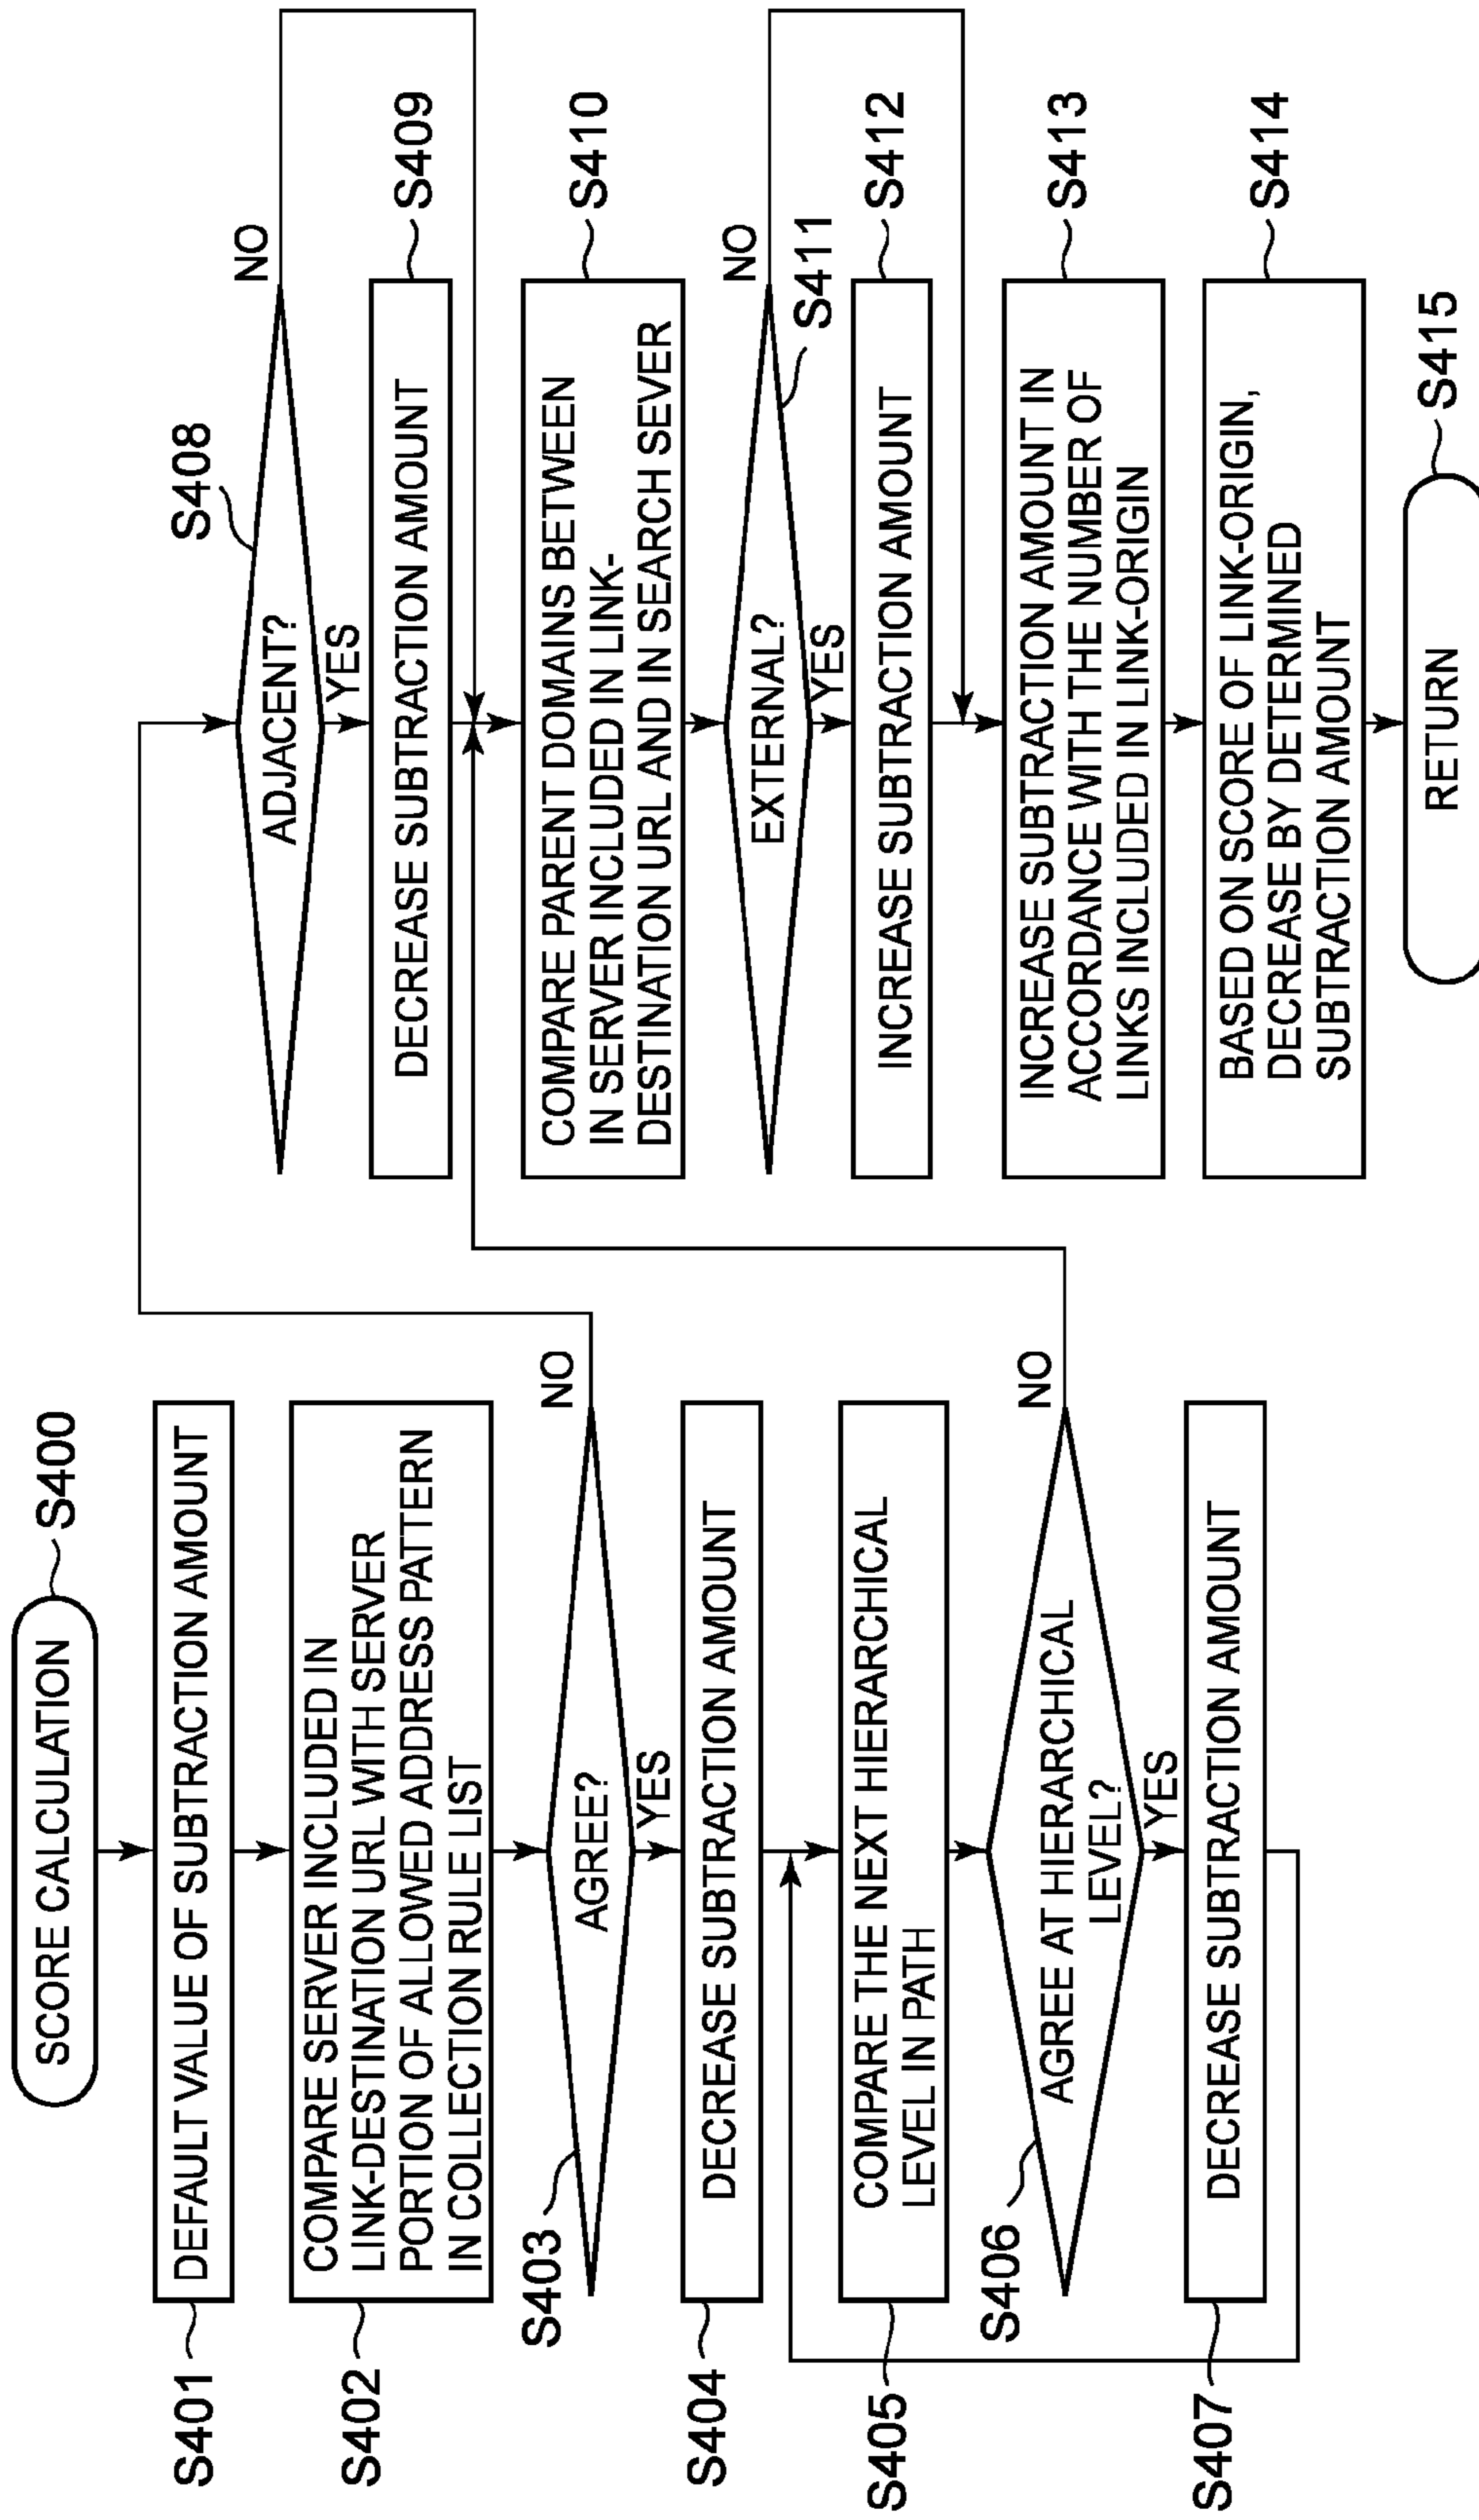 SCORE CALCULATION
S400
S401
DEFAULT VALUE OF SUBTRACTION AMOUNT
S402
COMPARE SERVER INCLUDED IN
LINK-DESTINATION URL WITH SERVER
PORTION OF ALLOWED ADDRESS PATTERN
IN COLLECTION RULE LIST
S403
AGREE?
NO
YES
S404
DECREASE SUBTRACTION AMOUNT
S405
COMPARE THE NEXT HIERARCHICAL
LEVEL IN PATH
S406
AGREE AT HIERARCHICAL
LEVEL?
NO
YES
S407
DECREASE SUBTRACTION AMOUNT
S408
ADJACENT?
NO
YES
DECREASE SUBTRACTION AMOUNT
S409
COMPARE PARENT DOMAINS BETWEEN
IN SERVER INCLUDED IN LINK-
DESTINATION URL AND IN SEARCH SEVER
S410
EXTERNAL?
NO
S411
YES
INCREASE SUBTRACTION AMOUNT
S412
INCREASE SUBTRACTION AMOUNT IN
ACCORDANCE WITH THE NUMBER OF
LINKS INCLUDED IN LINK-ORIGIN
S413
BASED ON SCORE OF LINK-ORIGIN,
DECREASE BY DETERMINED
SUBTRACTION AMOUNT
S414
RETURN
S415